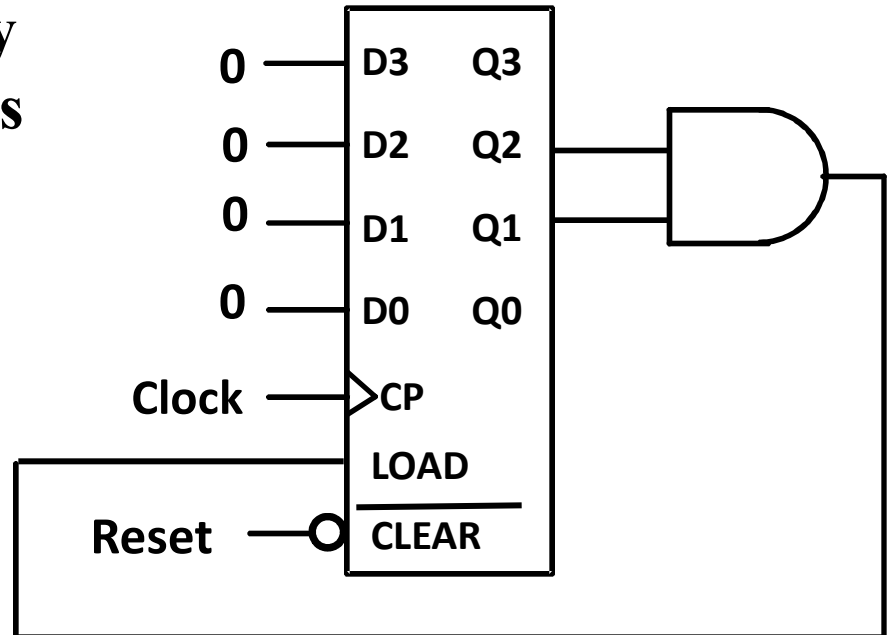 y
s
0 D3 Q3
0 D2 Q2
0 D1 Q1
0 D0 Q0
Clock CP
LOAD
Reset CLEAR